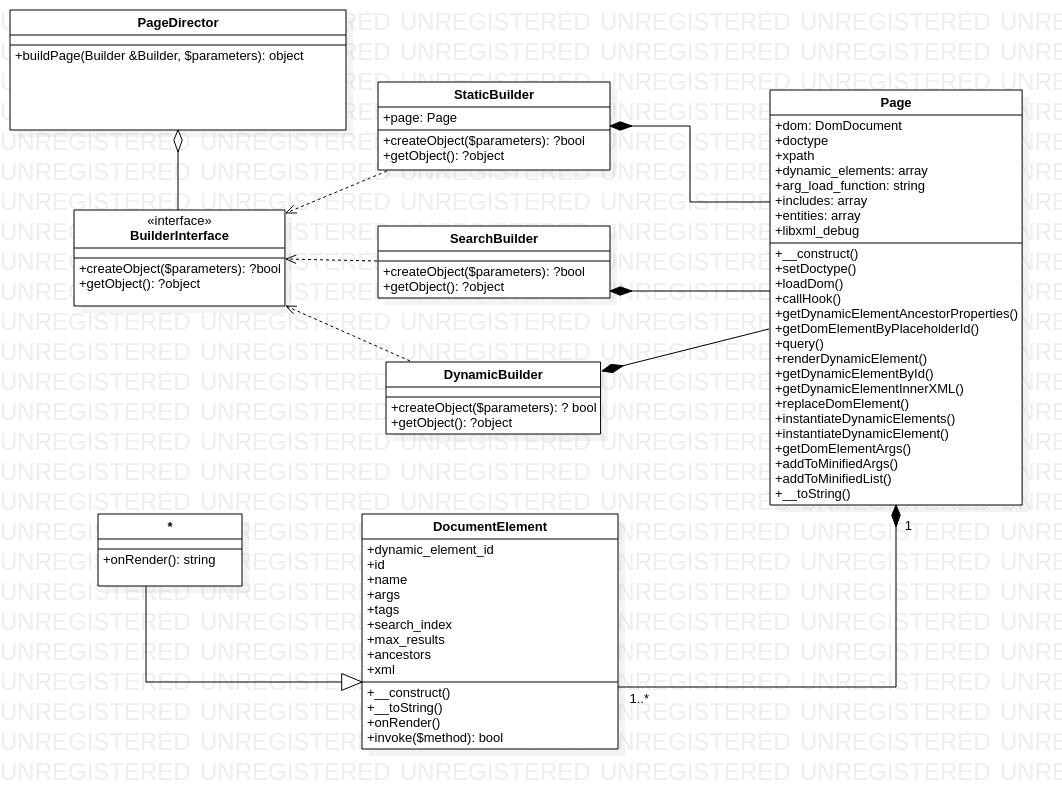 PageDirector
+buildPage(Builder &Builder, $parameters): object
StaticBuilder
+page: Page
+createObject($parameters): ?bool
+getObject(): ?object
Page
+dom: DomDocument
+doctype
+xpath
+dynamic_elements: array
+arg_load_function: string
+includes: array
+entities: array
+libxml_debug
+__construct()
+setDoctype()
+loadDom()
+callHook()
+getDynamicElementAncestorProperties()
+getDomElementByPlaceholderId()
+query()
+renderDynamicElement()
+getDynamicElementById()
+getDynamicElementInnerXML()
+replaceDomElement()
+instantiateDynamicElements()
+instantiateDynamicElement()
+getDomElementArgs()
+addToMinifiedArgs()
+addToMinifiedList()
+__toString()
«interface»
BuilderInterface
+createObject($parameters): ?bool
+getObject(): ?object
SearchBuilder
+createObject($parameters): ?bool
+getObject(): ?object
DynamicBuilder
+createObject($parameters): ? bool
+getObject(): ?object
*
+onRender(): string
DocumentElement
+dynamic_element_id
+id
+name
+args
+tags
+search_index
+max_results
+ancestors
+xml
+__construct()
+__toString()
+onRender()
+invoke($method): bool
1
1..*
UNREGISTERED